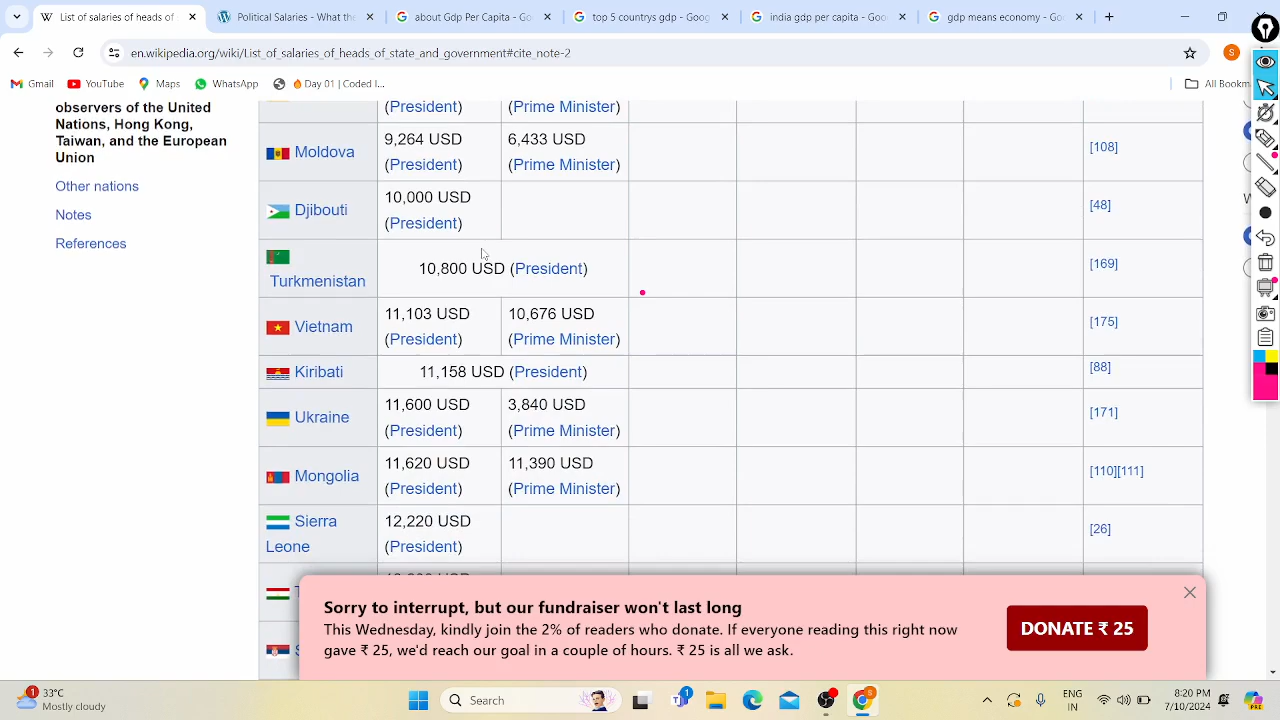 List of salaries of heads of st
Political Salaries - Microsoft
about GDP Per Capita - Goo
top 5 countrys gdp - Googl
india gdp per capita - Goo
gdp means economy - Goo
en.wikipedia.org/wiki/List_of_salaries_of_heads_of_state_and_government#cite_not
S
Gmail
YouTube
Maps
WhatsApp
Day 01 | Coded I...
All Bookm
observers of the United
Nations, Hong Kong,
Taiwan, and the European
Union
Other nations
Notes
References
(President) (Prime Minister)
Moldova 9,264 USD (President) 6,433 USD (Prime Minister) [108]
Djibouti 10,000 USD (President) [48]
Turkmenistan 10,800 USD (President) [169]
Vietnam 11,103 USD (President) 10,676 USD (Prime Minister) [175]
Kiribati 11,158 USD (President) [88]
Ukraine 11,600 USD (President) 3,840 USD (Prime Minister) [171]
Mongolia 11,620 USD (President) 11,390 USD (Prime Minister) [110][111]
Sierra Leone 12,220 USD (President) [26]
Sorry to interrupt, but our fundraiser won't last long
This Wednesday, kindly join the 2% of readers who donate. If everyone reading this right now
gave ₹ 25, we'd reach our goal in a couple of hours. ₹ 25 is all we ask.
DONATE ₹ 25
1
33°C
Mostly cloudy
Search
1
S
ENG
IN
8:20 PM
7/10/2024
PRE